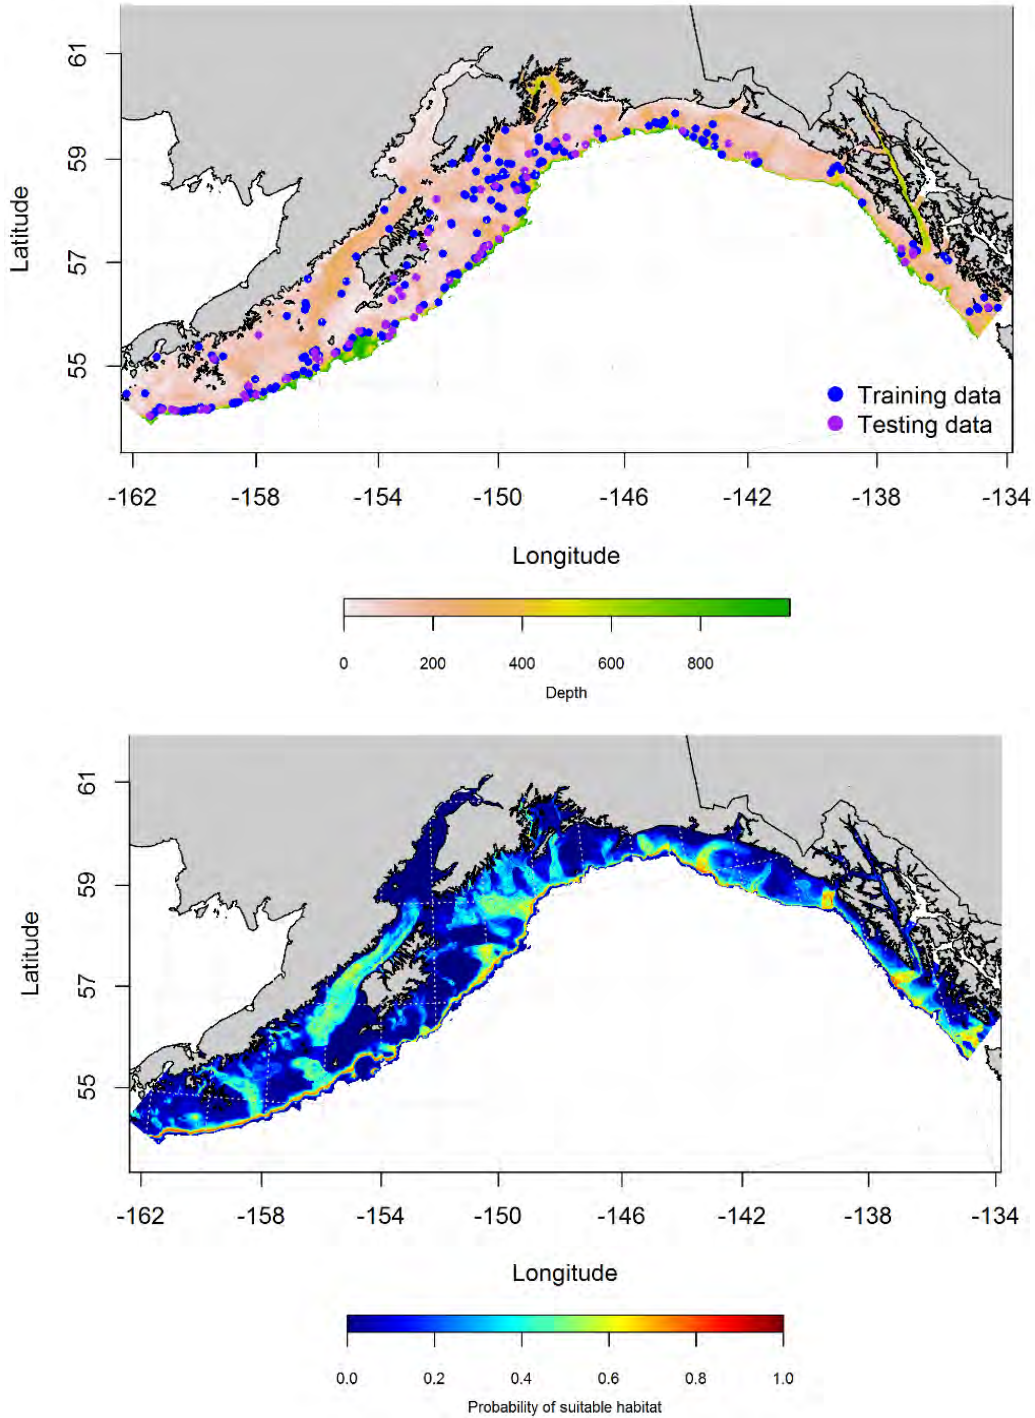 61
59
57
55
Latitude
Training data
Testing data
-162 -158 -154 -150 -146 -142 -138 -134
Longitude
0 200 400 600 800
Depth
61
59
57
55
Latitude
-162 -158 -154 -150 -146 -142 -138 -134
Longitude
0.0 0.2 0.4 0.6 0.8 1.0
Probability of suitable habitat